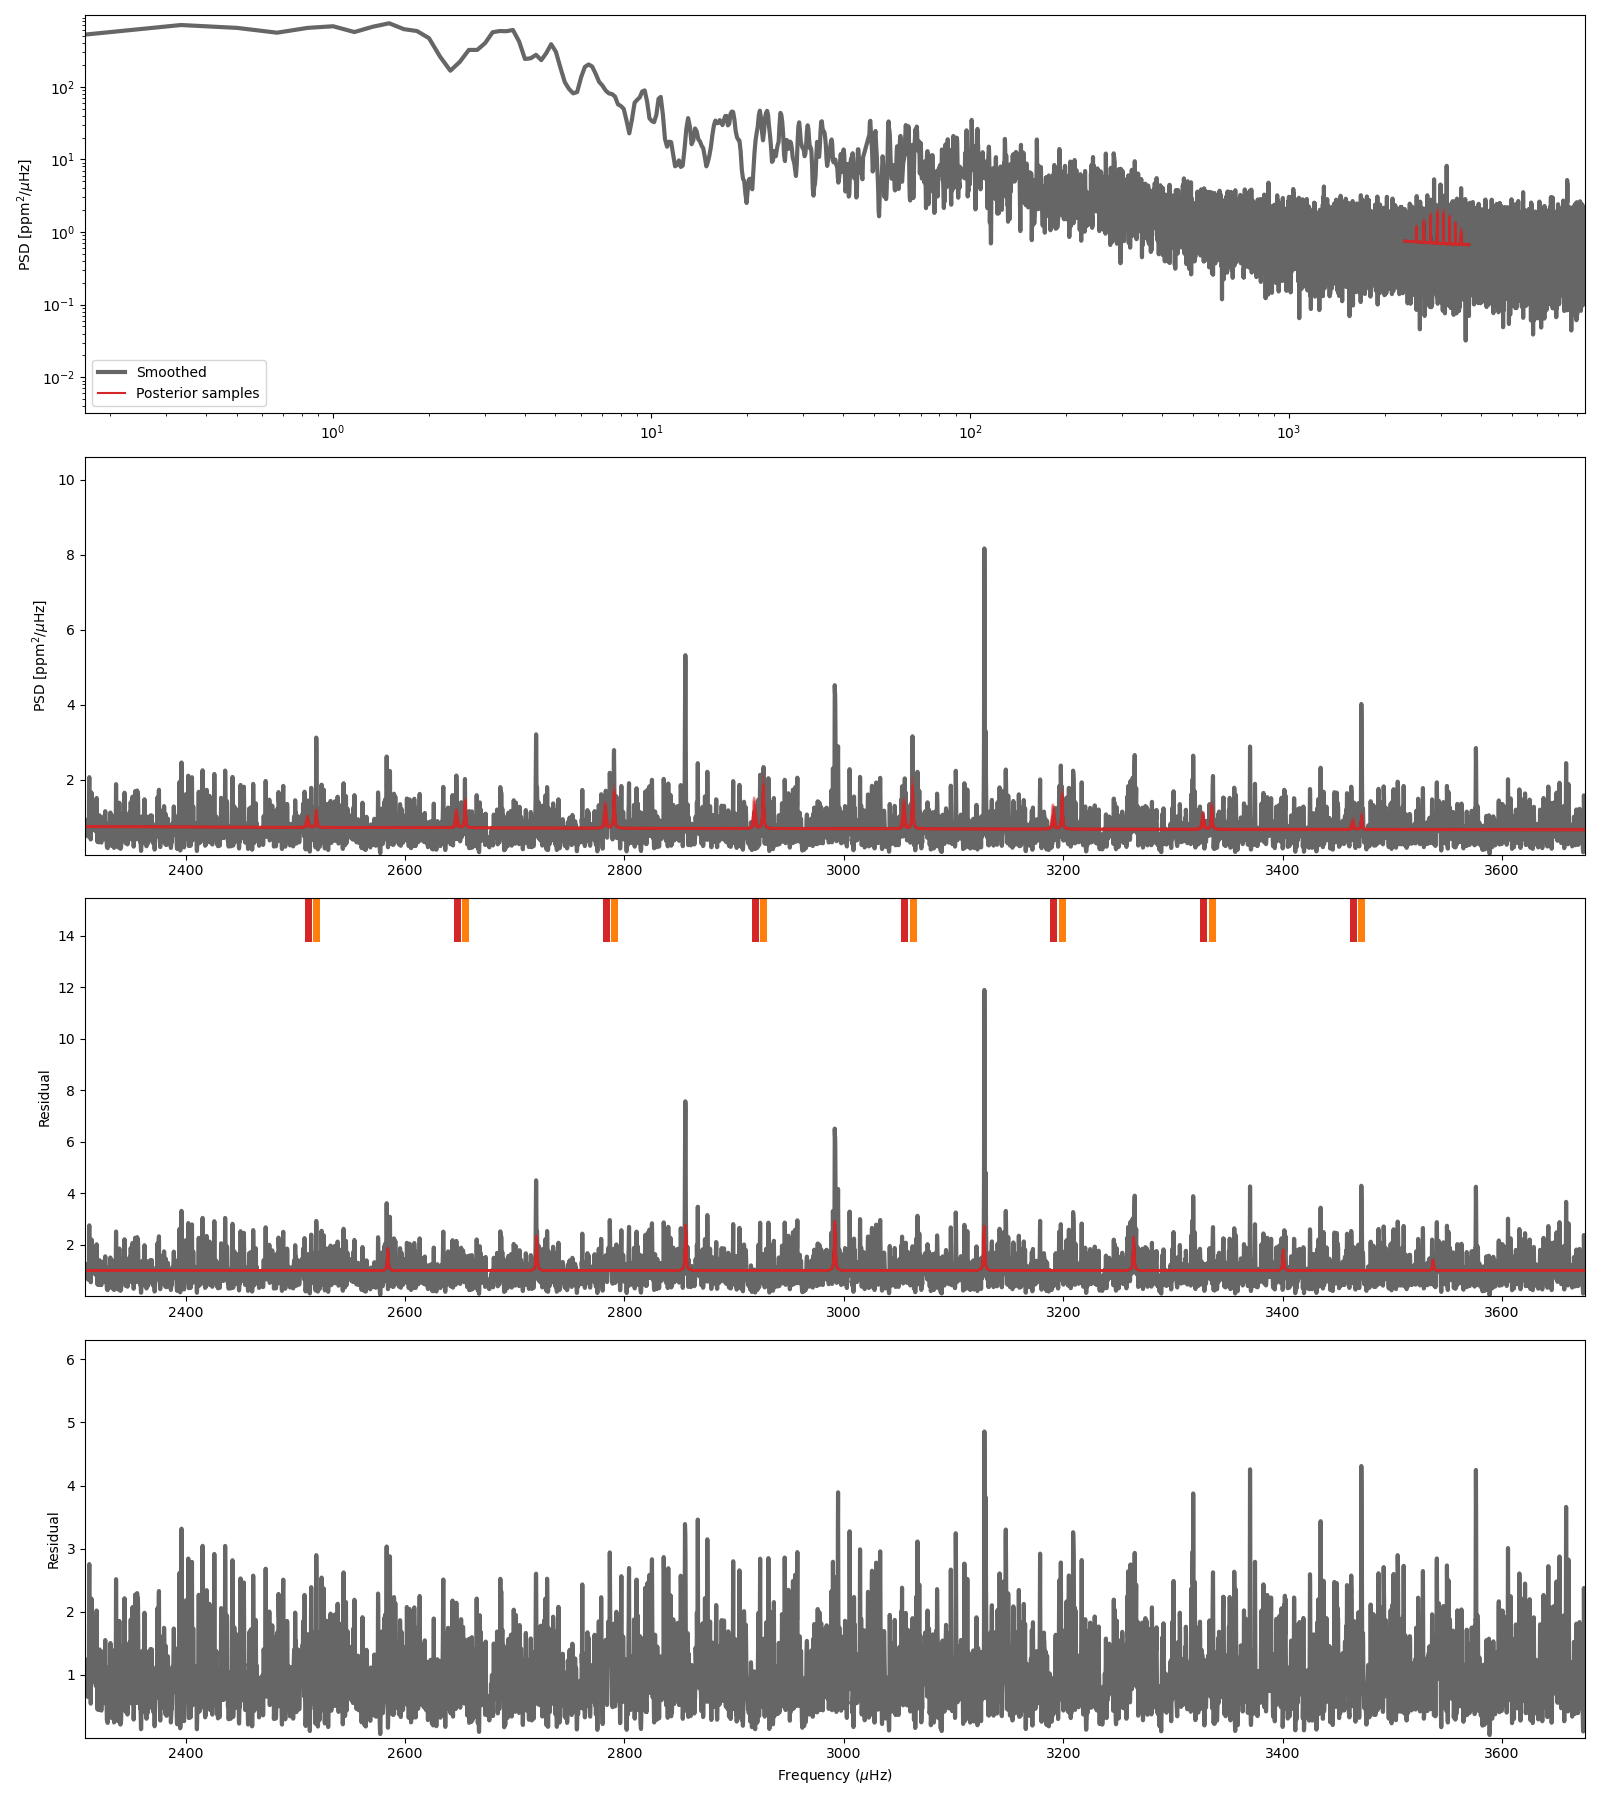 PSD [ppm²/μHz]
10²
10¹
10⁰
10⁻¹
10⁻²
Smoothed
Posterior samples
10⁰ 10¹ 10² 10³
PSD [ppm²/μHz]
10
8
6
4
2
2400 2600 2800 3000 3200 3400 3600
Residual
14
12
10
8
6
4
2
2400 2600 2800 3000 3200 3400 3600
Residual
6
5
4
3
2
1
2400 2600 2800 3000 3200 3400 3600
Frequency (μHz)